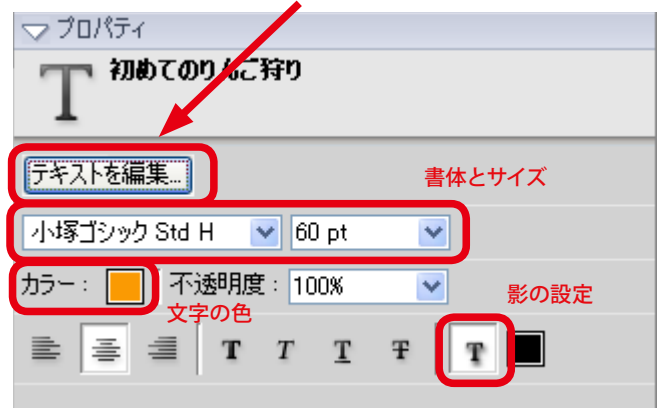 プロパティ
初めてのりんご狩り
テキストを編集...
書体とサイズ
小塚ゴシック Std H 60 pt
カラー： 不透明度： 100%
文字の色
影の設定
T T T T T